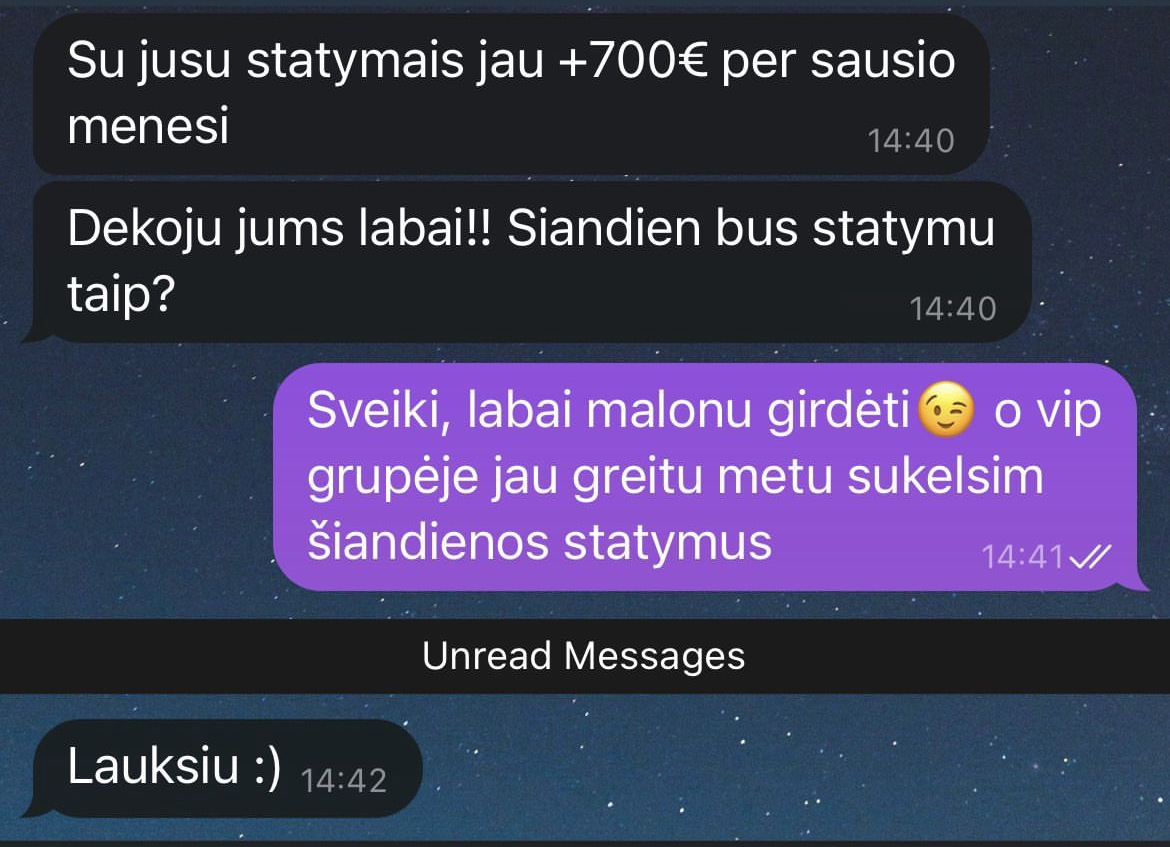 Su jusu statymais jau +700€ per sausio
menesi
14:40
Dekoju jums labai!! Siandien bus statymu
taip?
14:40
Sveiki, labai malonu girdėti😉 o vip
grupėje jau greitu metu sukelsim
šiandienos statymus
14:41
Unread Messages
Lauksiu :) 14:42